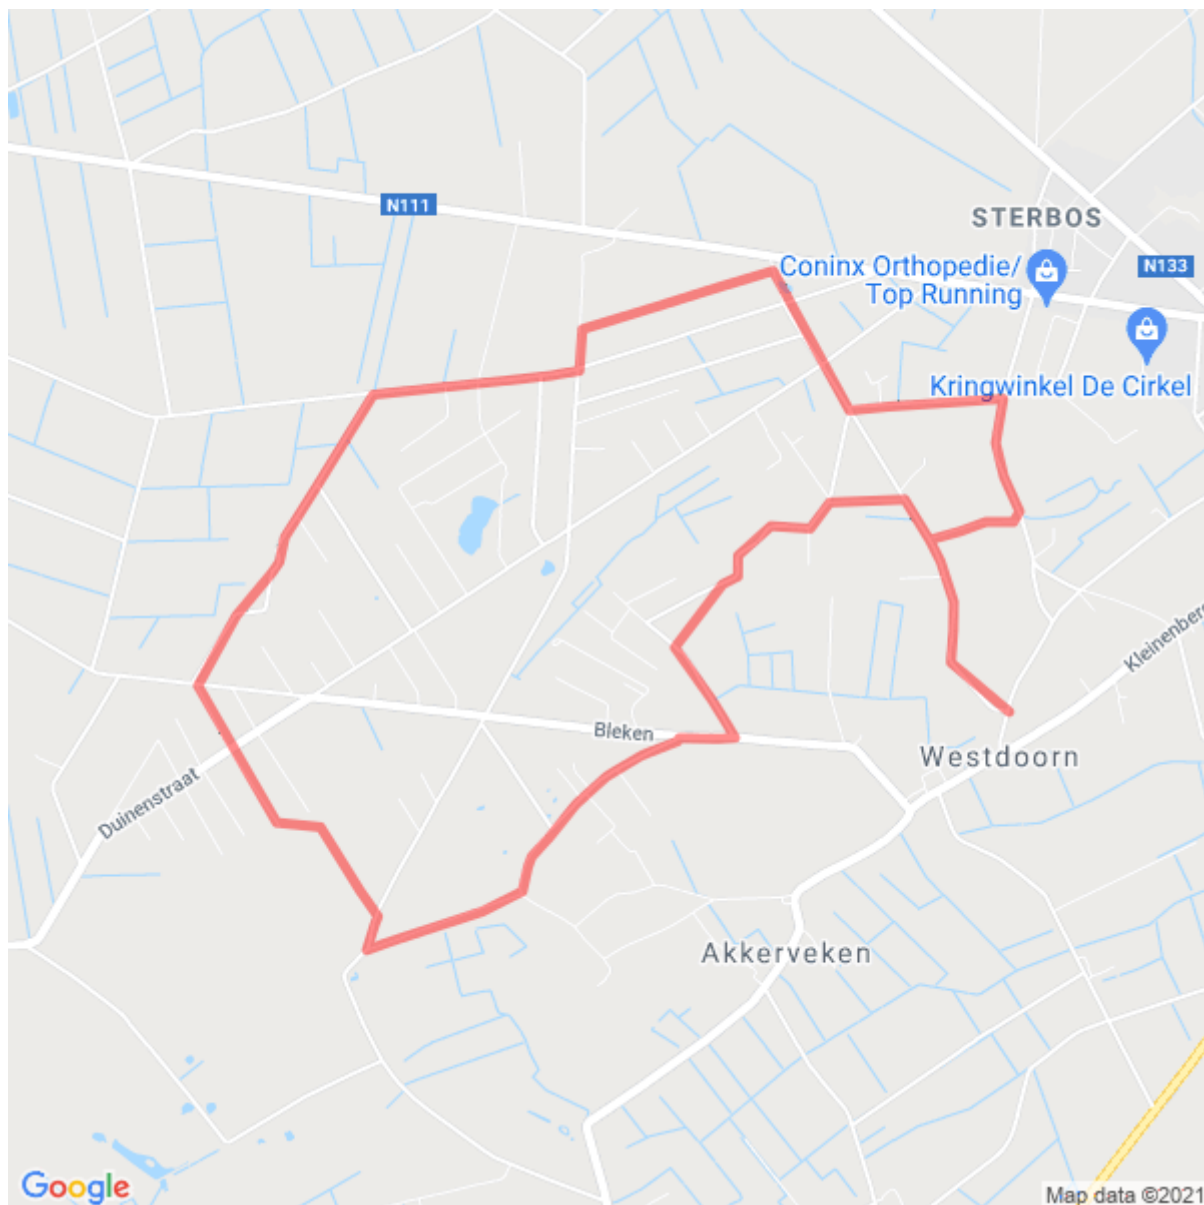 N111
STERBOS
Coninx Orthopedie/
Top Running
N133
Kringwinkel De Cirkel
Kleinenberg
Bleken
Westdoorn
Duinenstraat
Akkerveken
Google
Map data ©2021